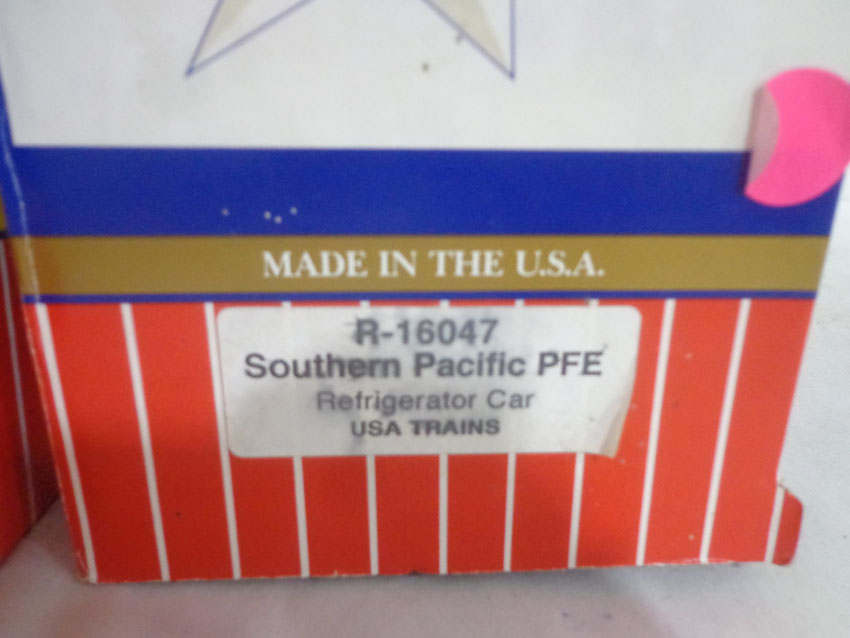 MADE IN THE U.S.A.
R-16047
Southern Pacific PFE
Refrigerator Car
USA TRAINS